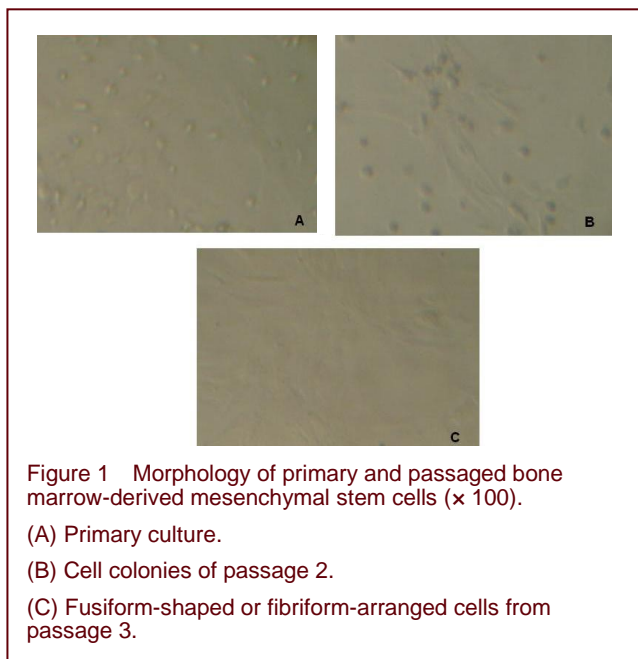 A
B
C
Figure 1 Morphology of primary and passaged bone
marrow-derived mesenchymal stem cells (× 100).
(A) Primary culture.
(B) Cell colonies of passage 2.
(C) Fusiform-shaped or fibriform-arranged cells from
passage 3.